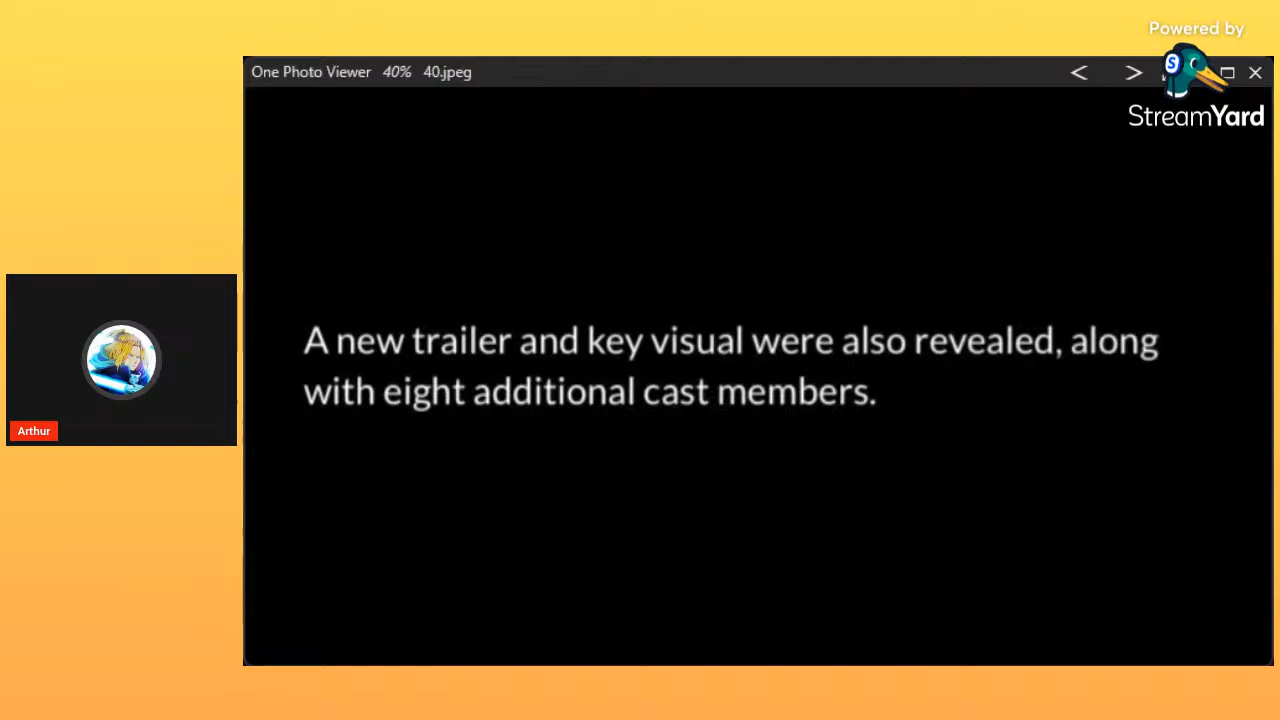 Powered by
One Photo Viewer 40% 40.jpeg
S
StreamYard
A new trailer and key visual were also revealed, along
with eight additional cast members.
Arthur